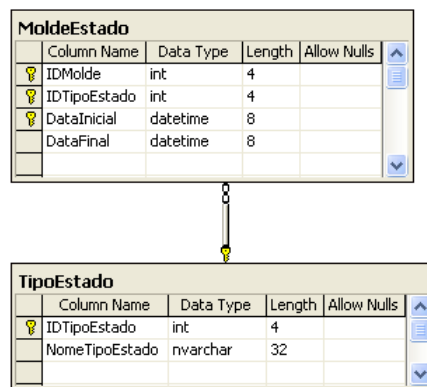 MoldeEstado
Column Name Data Type Length Allow Nulls
IDMolde int 4
IDTipoEstado int 4
DataInicial datetime 8
DataFinal datetime 8
TipoEstado
Column Name Data Type Length Allow Nulls
IDTipoEstado int 4
NomeTipoEstado nvarchar 32